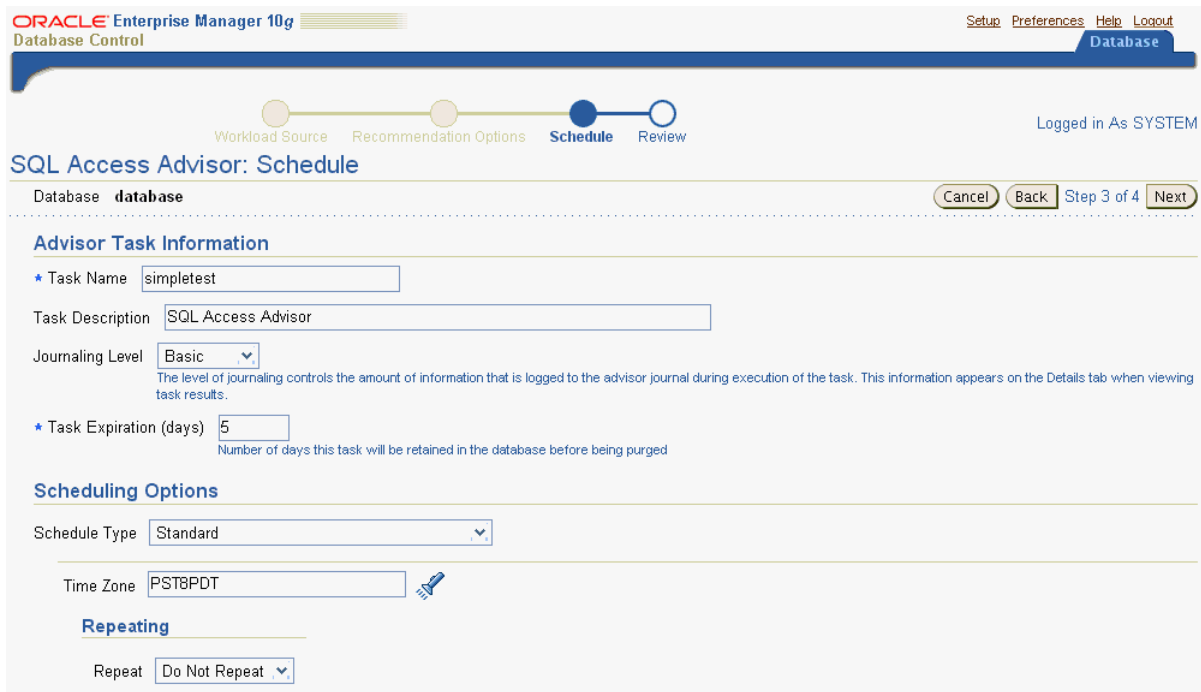 ORACLE Enterprise Manager 10g
Database Control
Setup Preferences Help Logout
Database
Workload Source Recommendation Options Schedule Review
Logged in As SYSTEM
SQL Access Advisor: Schedule
Database database
Cancel Back Step 3 of 4 Next
Advisor Task Information
* Task Name simpletest
Task Description SQL Access Advisor
Journaling Level Basic
The level of journaling controls the amount of information that is logged to the advisor journal during execution of the task. This information appears on the Details tab when viewing
task results.
* Task Expiration (days) 5
Number of days this task will be retained in the database before being purged
Scheduling Options
Schedule Type Standard
Time Zone PST8PDT
Repeating
Repeat Do Not Repeat